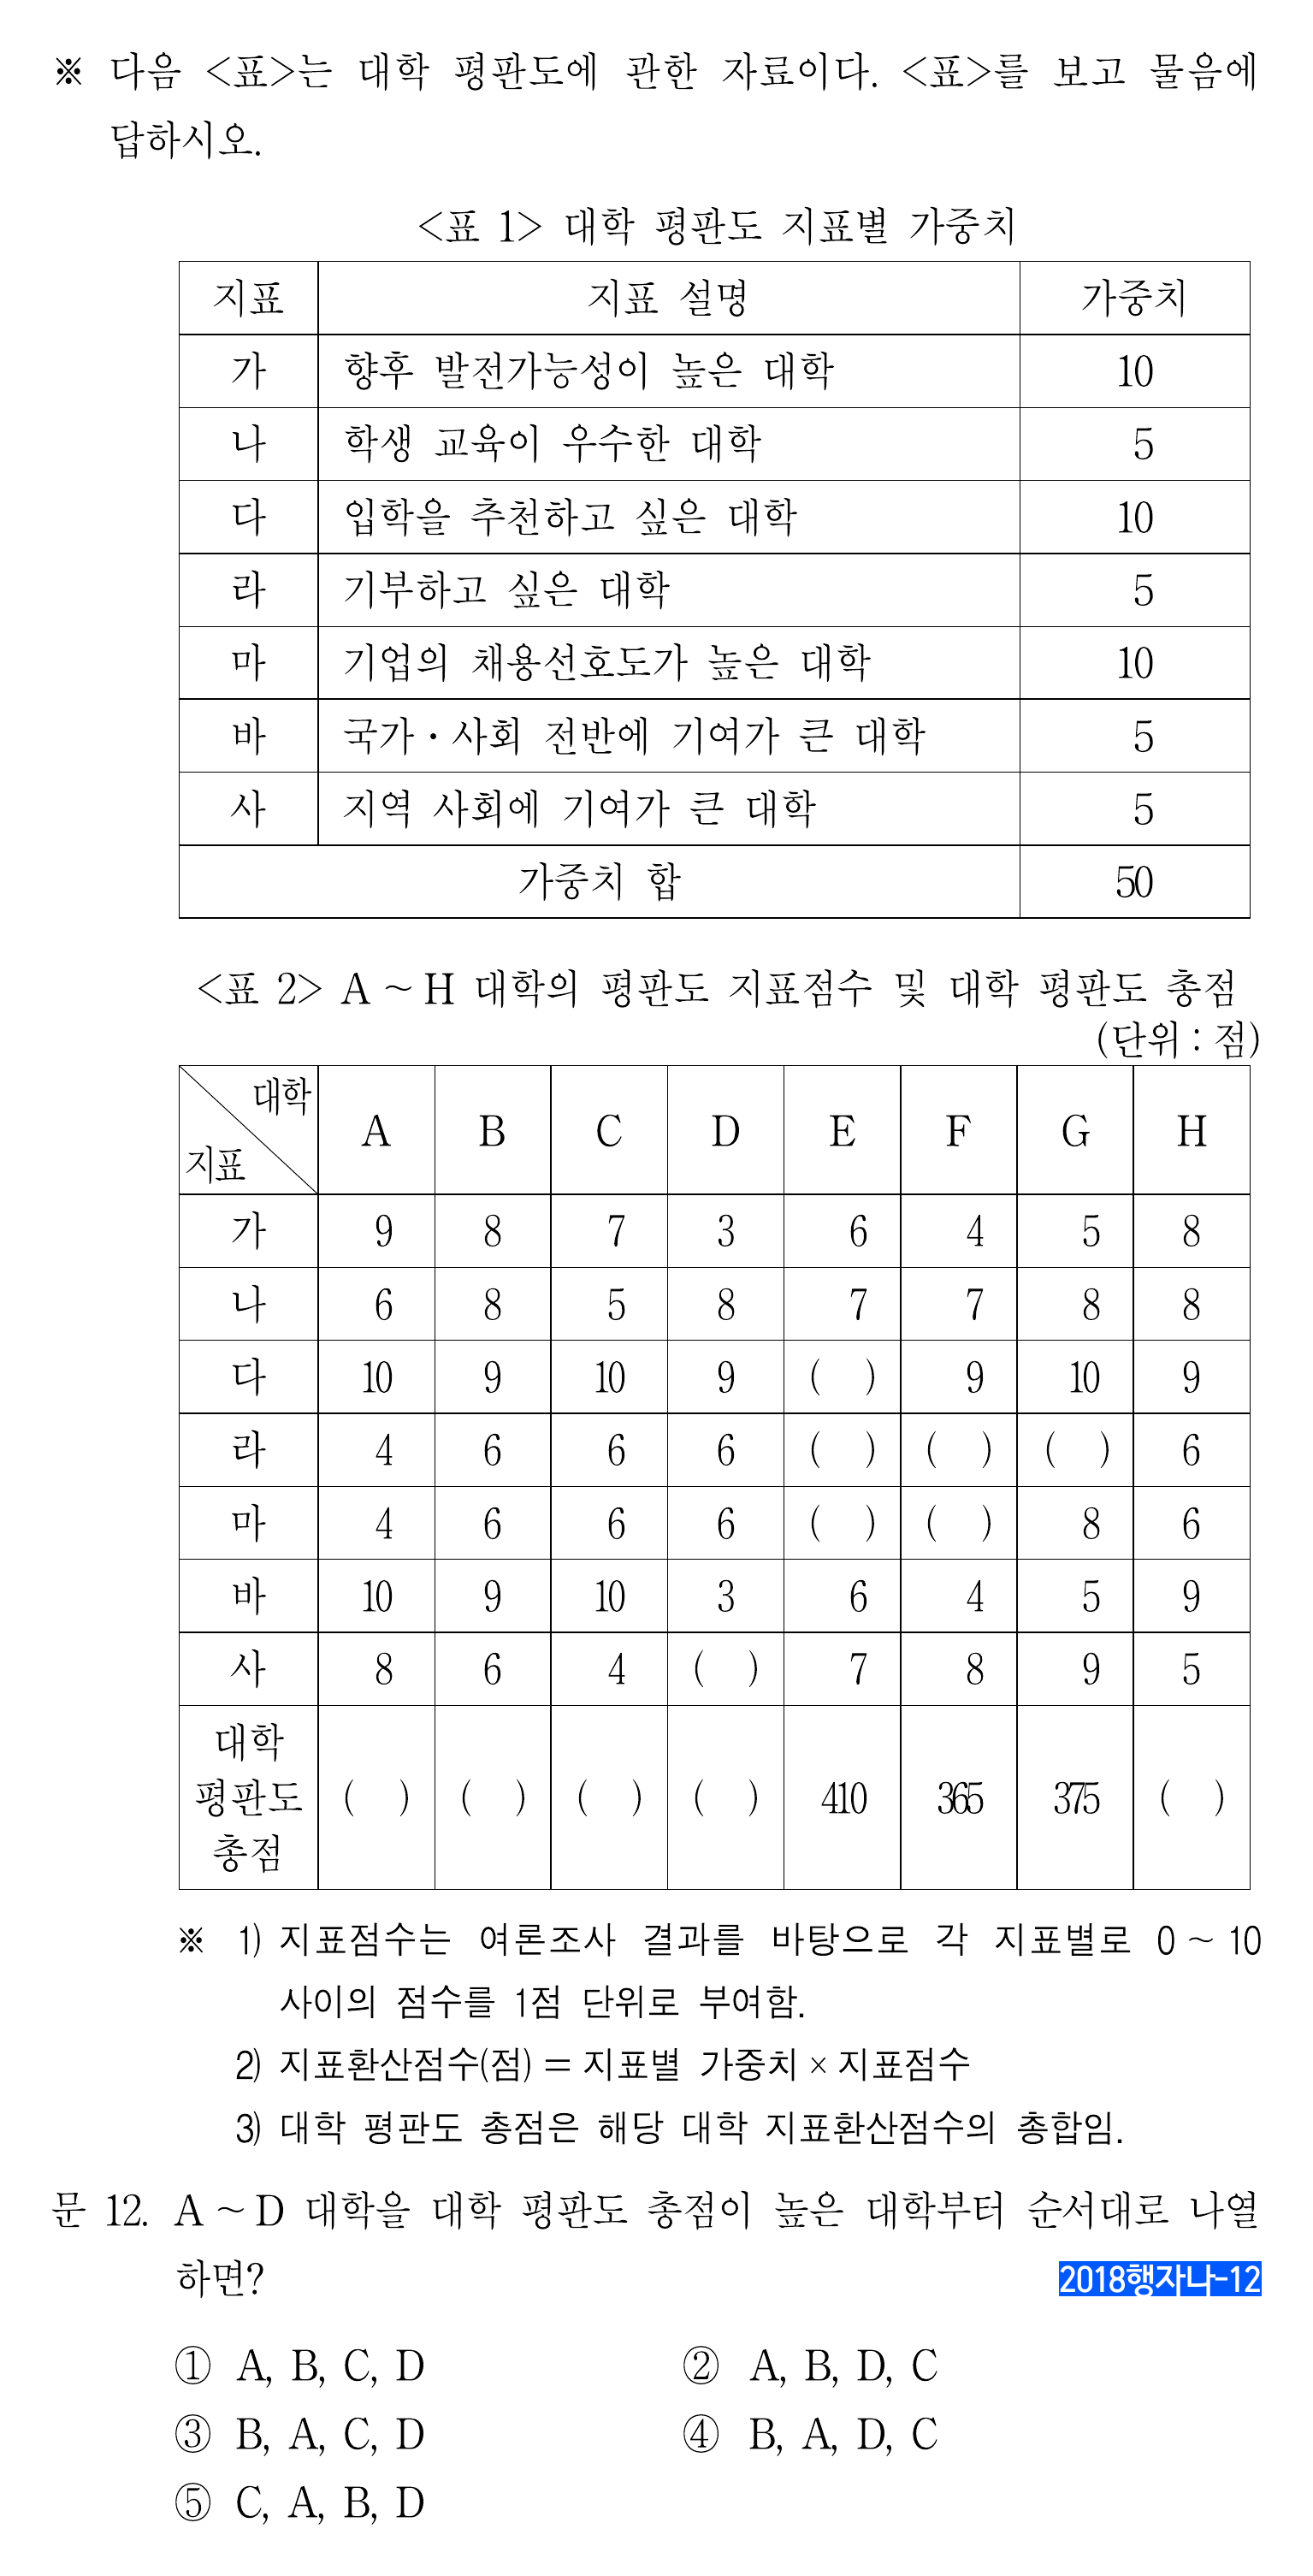 ※ 다음 <표>는 대학 평판도에 관한 자료이다. <표>를 보고 물음에
답하시오.
<표 1> 대학 평판도 지표별 가중치
지표 지표 설명 가중치
가 향후 발전가능성이 높은 대학 10
나 학생 교육이 우수한 대학 5
다 입학을 추천하고 싶은 대학 10
라 기부하고 싶은 대학 5
마 기업의 채용선호도가 높은 대학 10
바 국가·사회 전반에 기여가 큰 대학 5
사 지역 사회에 기여가 큰 대학 5
가중치 합 50
<표 2> A~H 대학의 평판도 지표점수 및 대학 평판도 총점
(단위 : 점)
대학
지표 A B C D E F G H
가 9 8 7 3 6 4 5 8
나 6 8 5 8 7 7 8 8
다 10 9 10 9 ( ) 9 10 9
라 4 6 6 6 ( ) ( ) ( ) 6
마 4 6 6 6 ( ) ( ) 8 6
바 10 9 10 3 6 4 5 9
사 8 6 4 ( ) 7 8 9 5
대학
평판도 ( ) ( ) ( ) ( ) 410 365 375 ( )
총점
※ 1) 지표점수는 여론조사 결과를 바탕으로 각 지표별로 0~10
사이의 점수를 1점 단위로 부여함.
2) 지표환산점수(점) = 지표별 가중치 × 지표점수
3) 대학 평판도 총점은 해당 대학 지표환산점수의 총합임.
문 12. A~D 대학을 대학 평판도 총점이 높은 대학부터 순서대로 나열
하면? 2018행자나-12
① A, B, C, D ② A, B, D, C
③ B, A, C, D ④ B, A, D, C
⑤ C, A, B, D